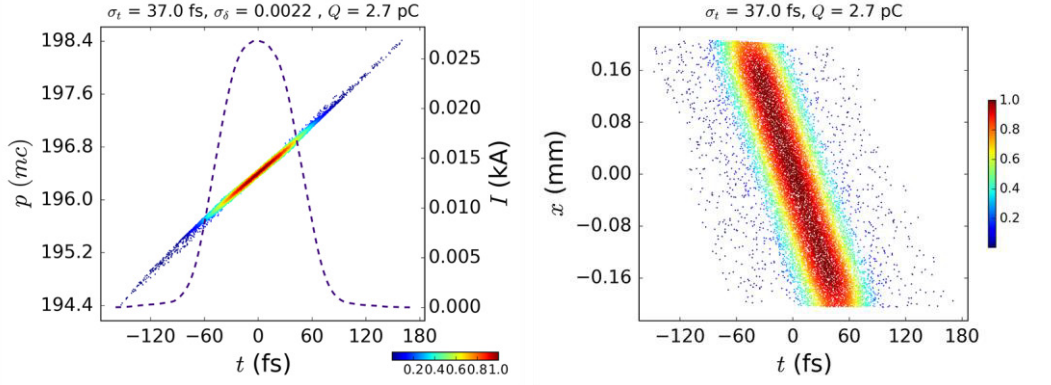 σt = 37.0 fs, σδ = 0.0022 , Q = 2.7 pC
198.4
197.6
196.8
196.0
195.2
194.4
p (mc)
0.025
0.020
0.015
0.010
0.005
0.000
I (kA)
−120 −60 0 60 120 180
t (fs)
0.20.40.60.81.0
σt = 37.0 fs, Q = 2.7 pC
0.16
0.08
0.00
−0.08
−0.16
x (mm)
−120 −60 0 60 120 180
t (fs)
1.0
0.8
0.6
0.4
0.2